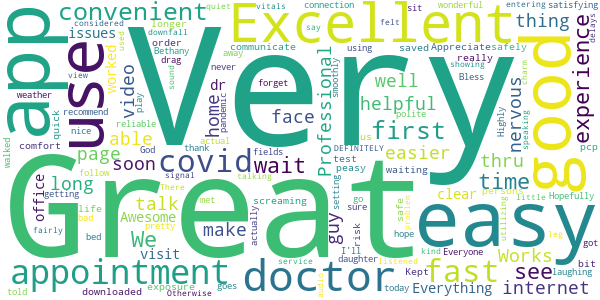 Very
Great
easy
good
use
app
Excellent
doctor
appointment
covid
convenient
fast
first
experience
thing
time
see
internet
Professional
helpful
well
easier
face
wait
home
dr
video
able
page
soon
long
talk
We
make
guy
visit
office
Awesome
nervous
thru
clear
Works
Everything
issues
worked
longer
order
Bethany
drag
weather
downfall
considered
used
communicate
saved
away
connection
vitals
entering
satisfying
sit
felt
wonderful
quiet
say
using
Appreciate
safely
delays
really
showing
Bless
never
pandemic
forget
smoothly
view
nice
play
sound
recommend
quick
reliable
God
thank
actual
fields
us
polite
test
peasy
DEFINITELY
waiting
Highly
speaking
charm
pcp
walked
comfort
follow
signal
talking
There
getting
life
bad
met
pretty
bed
screaming
actually
risk
I'll
daughter
setting
go
sure
safe
hope
person
little
utilizing
Hopefully
got
bit
leg
kind
Everyone
laughing
told
fairly
downloaded
Otherwise
exposure
goes
service
audio
listened
Kept
today